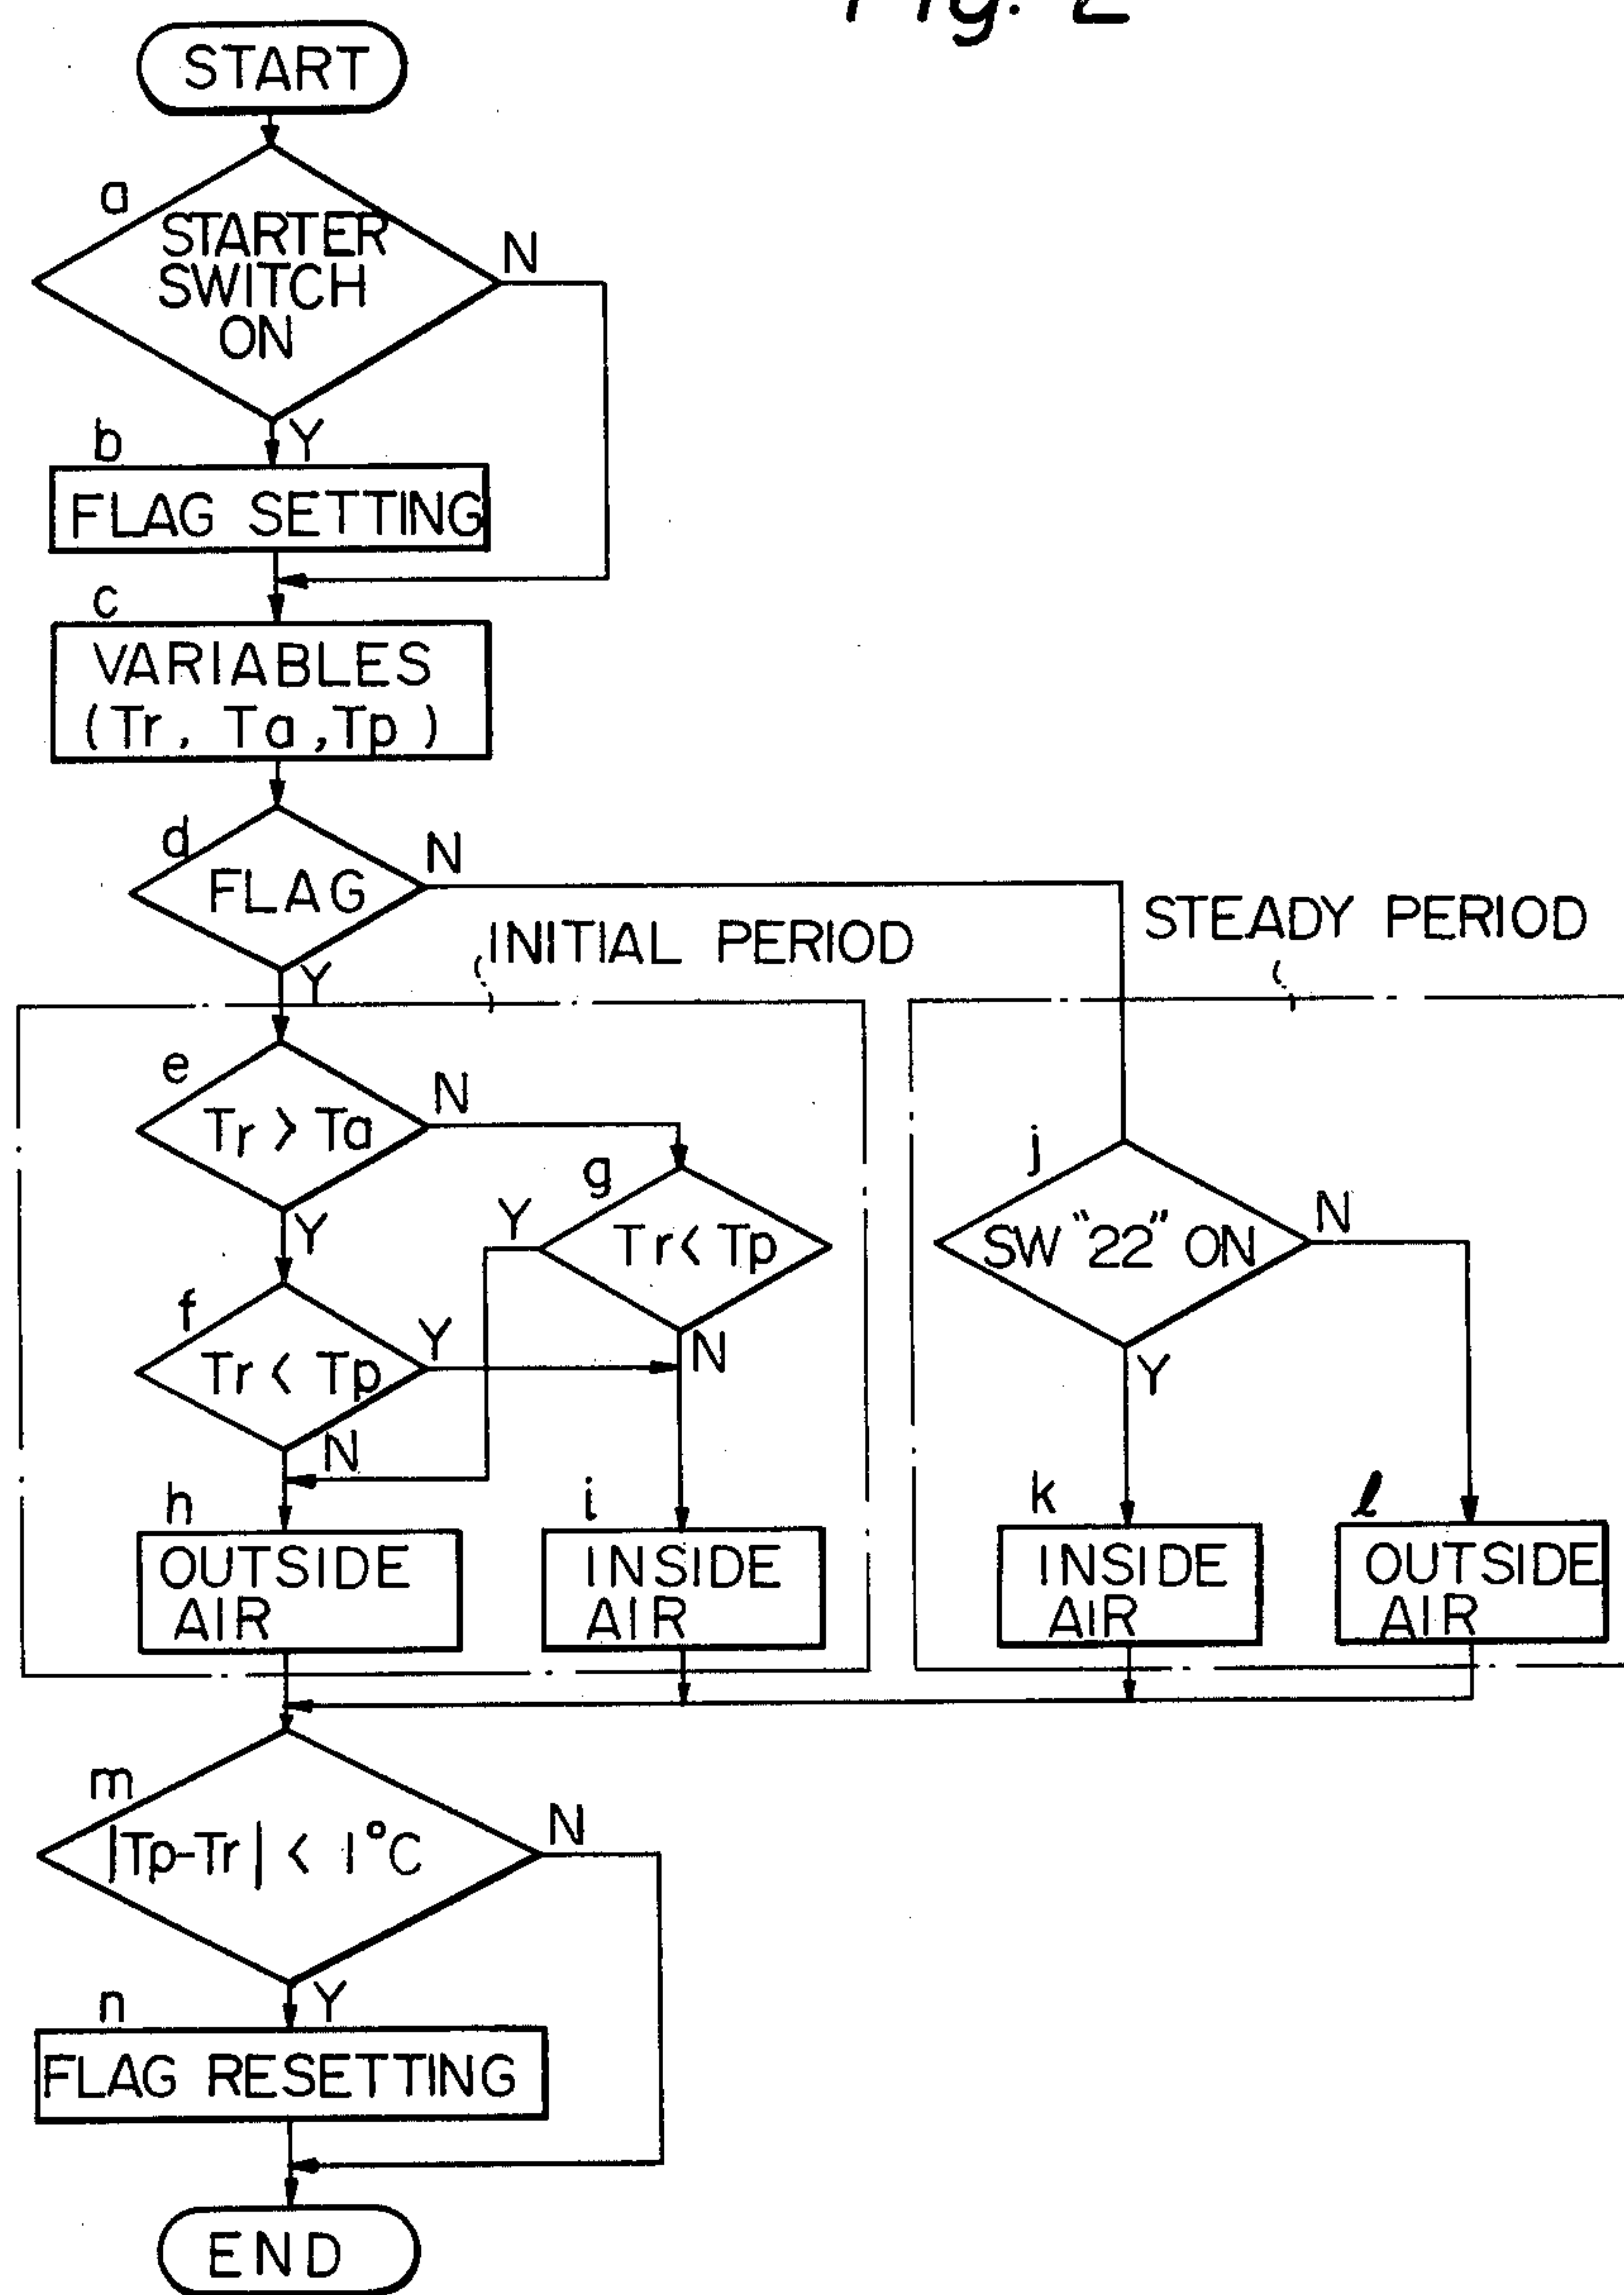 Fig. 2
START
a
STARTER
SWITCH
ON
N
Y
b
FLAG SETTING
c
VARIABLES
(Tr, Ta, Tp)
d
FLAG
N
Y
INITIAL PERIOD
STEADY PERIOD
e
Tr > Ta
N
Y
g
Tr < Tp
Y
N
f
Tr < Tp
Y
N
j
SW "22" ON
N
Y
h
OUTSIDE
AIR
i
INSIDE
AIR
k
INSIDE
AIR
l
OUTSIDE
AIR
m
|Tp-Tr| < 1°C
N
Y
n
FLAG RESETTING
END